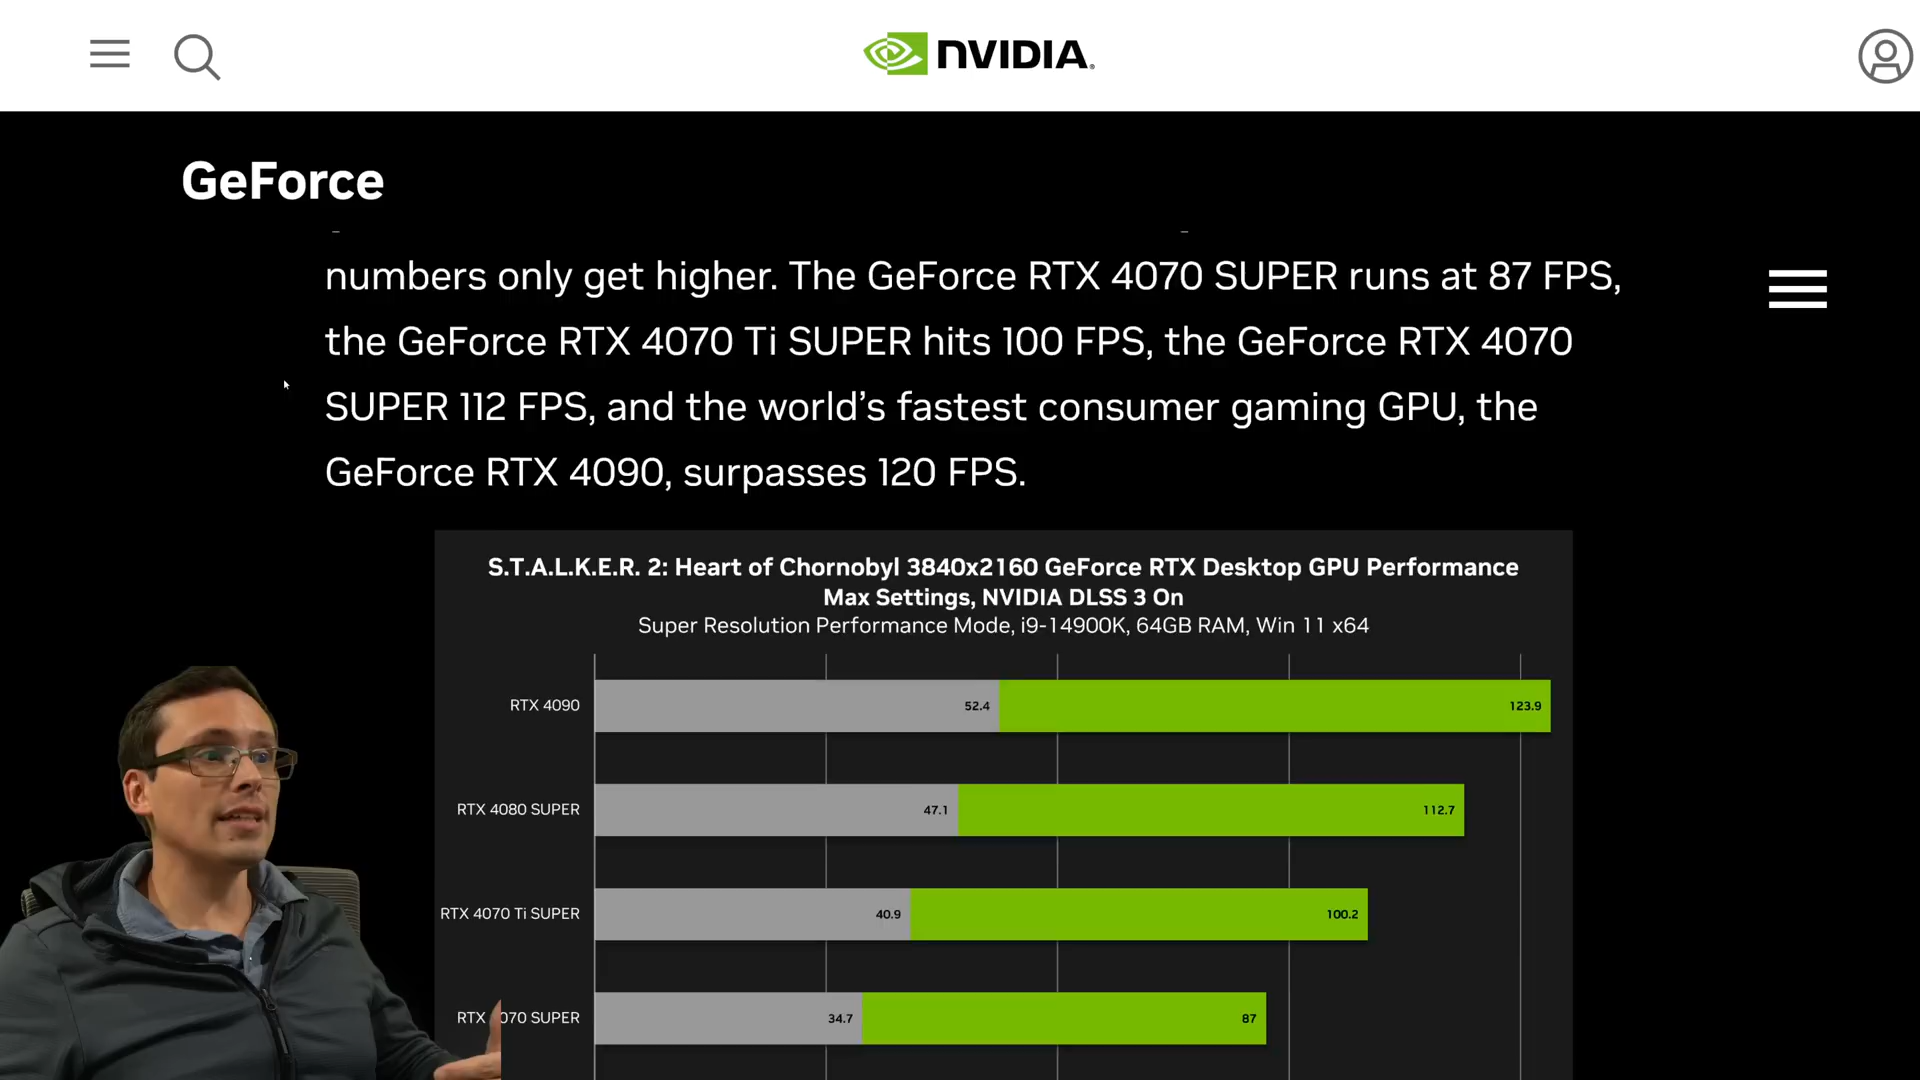 NVIDIA.
GeForce
numbers only get higher. The GeForce RTX 4070 SUPER runs at 87 FPS,
the GeForce RTX 4070 Ti SUPER hits 100 FPS, the GeForce RTX 4070
SUPER 112 FPS, and the world’s fastest consumer gaming GPU, the
GeForce RTX 4090, surpasses 120 FPS.
S.T.A.L.K.E.R. 2: Heart of Chornobyl 3840x2160 GeForce RTX Desktop GPU Performance
Max Settings, NVIDIA DLSS 3 On
Super Resolution Performance Mode, i9-14900K, 64GB RAM, Win 11 x64
RTX 4090 52.4 123.9
RTX 4080 SUPER 47.1 112.7
RTX 4070 Ti SUPER 40.9 100.2
RTX 070 SUPER 34.7 87